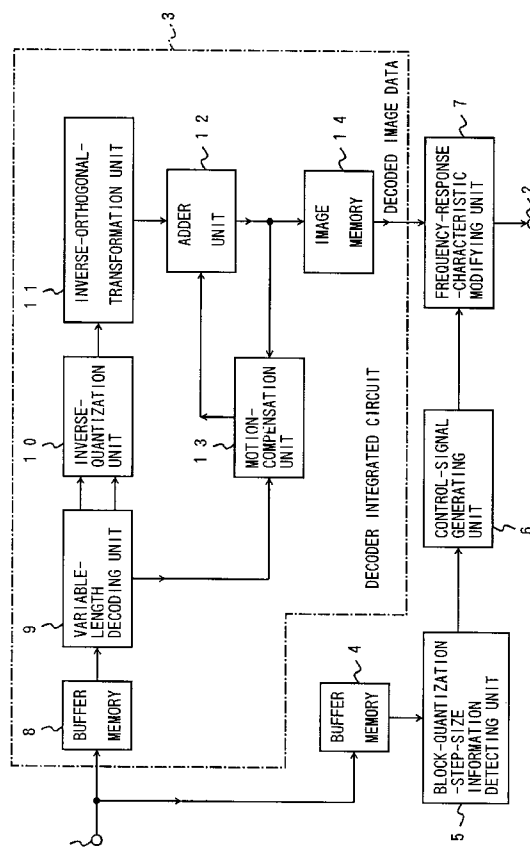 3
8
BUFFER
MEMORY
9
VARIABLE-
LENGTH
DECODING UNIT
10
INVERSE-
QUANTIZATION
UNIT
11
INVERSE-ORTHOGONAL-
TRANSFORMATION UNIT
12
ADDER
UNIT
13
MOTION-
COMPENSATION
UNIT
14
IMAGE
MEMORY
DECODER INTEGRATED CIRCUIT
DECODED IMAGE DATA
4
BUFFER
MEMORY
5
BLOCK-QUANTIZATION
-STEP-SIZE
INFORMATION
DETECTING UNIT
6
CONTROL-SIGNAL
GENERATING
UNIT
7
FREQUENCY-RESPONSE
-CHARACTERISTIC
MODIFYING UNIT
2